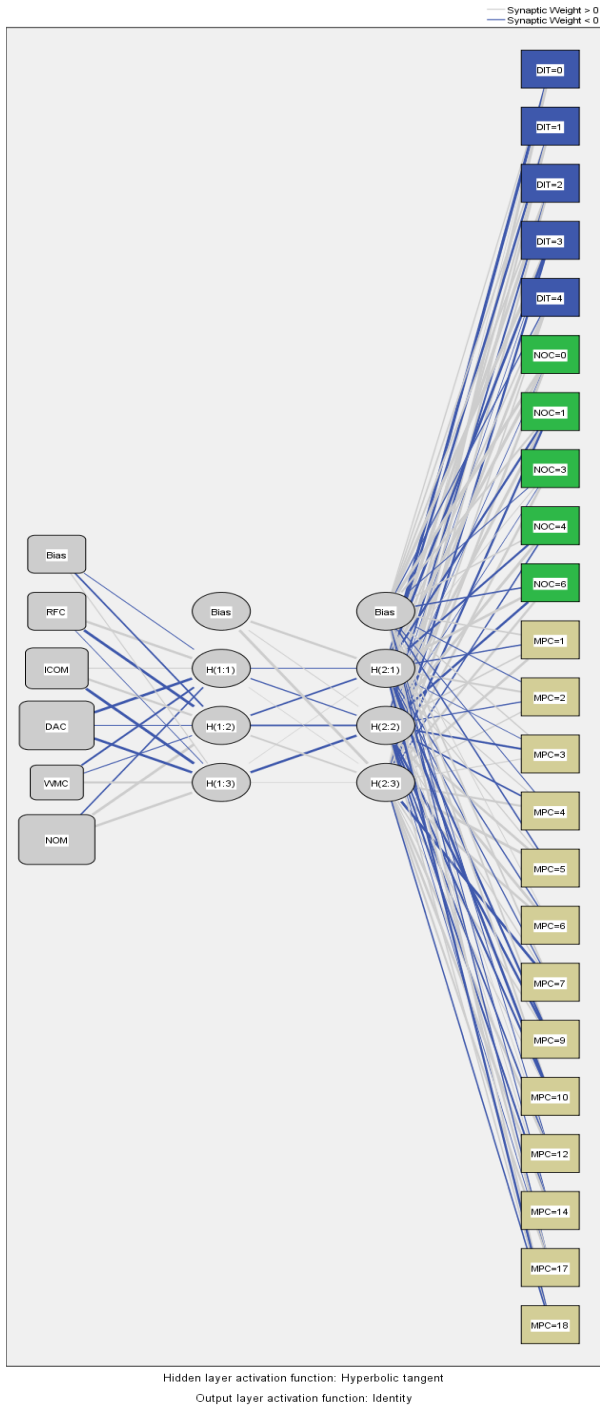 Synaptic Weight > 0
Synaptic Weight < 0
DIT=0
DIT=1
DIT=2
DIT=3
DIT=4
NOC=0
NOC=1
NOC=3
NOC=4
NOC=6
Bias
RFC
ICOM
DAC
WMC
NOM
Bias
H(1:1)
H(1:2)
H(1:3)
Bias
H(2:1)
H(2:2)
H(2:3)
MPC=1
MPC=2
MPC=3
MPC=4
MPC=5
MPC=6
MPC=7
MPC=9
MPC=10
MPC=12
MPC=14
MPC=17
MPC=18
Hidden layer activation function: Hyperbolic tangent
Output layer activation function: Identity